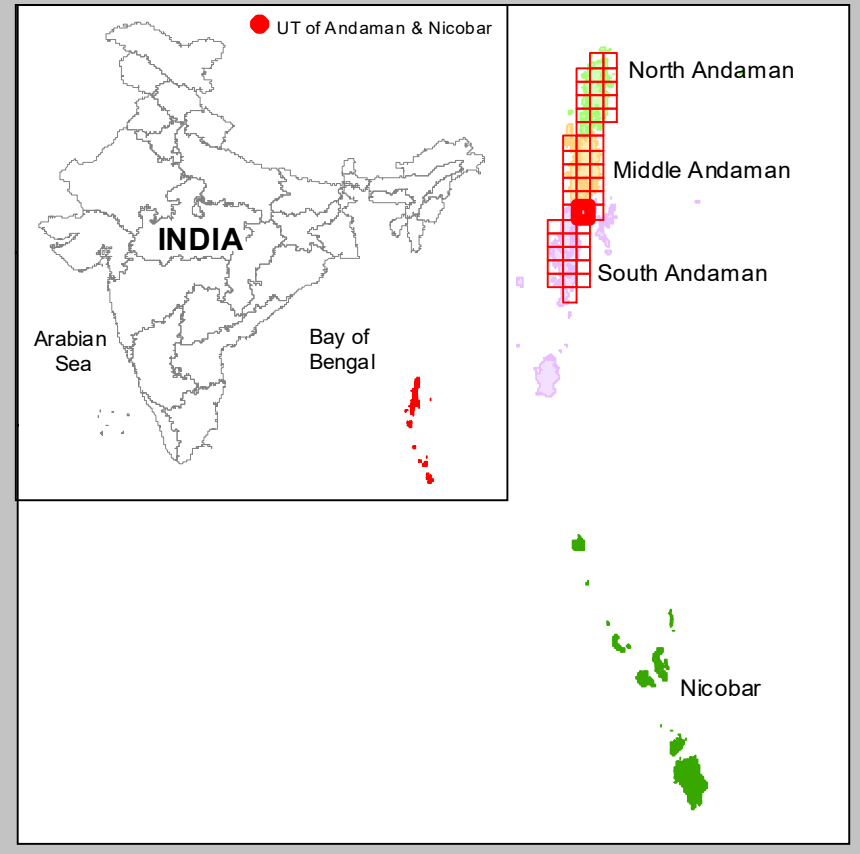 UT of Andaman & Nicobar
INDIA
Arabian
Sea
Bay of
Bengal
North Andaman
Middle Andaman
South Andaman
Nicobar